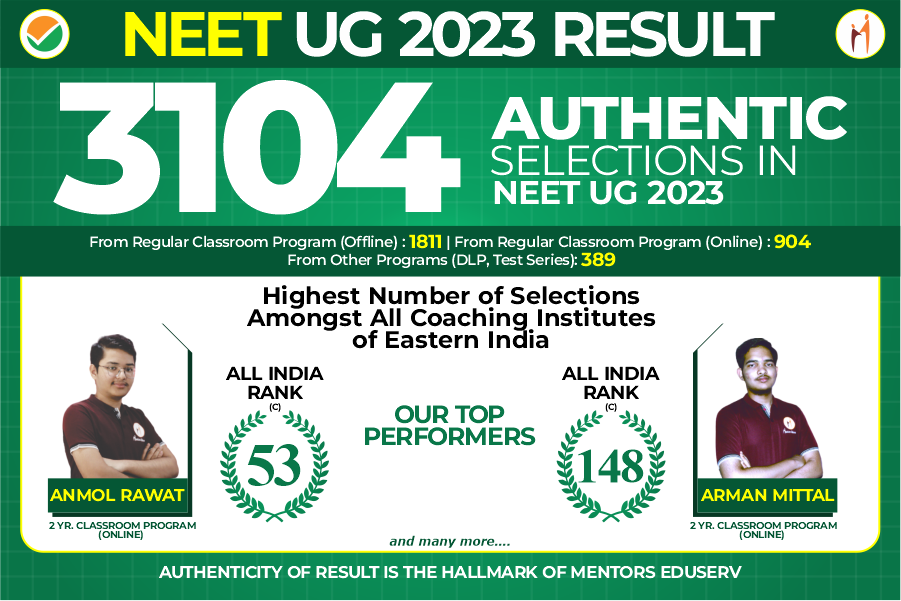 NEET UG 2023 RESULT
3104
AUTHENTIC
SELECTIONS IN
NEET UG 2023
From Regular Classroom Program (Offline) : 1811 | From Regular Classroom Program (Online) : 904
From Other Programs (DLP, Test Series): 389
Highest Number of Selections
Amongst All Coaching Institutes
of Eastern India
ALL INDIA
RANK
(C)
53
ANMOL RAWAT
2 YR. CLASSROOM PROGRAM
(ONLINE)
OUR TOP
PERFORMERS
ALL INDIA
RANK
(C)
148
ARMAN MITTAL
2 YR. CLASSROOM PROGRAM
(ONLINE)
and many more....
AUTHENTICITY OF RESULT IS THE HALLMARK OF MENTORS EDUSERV